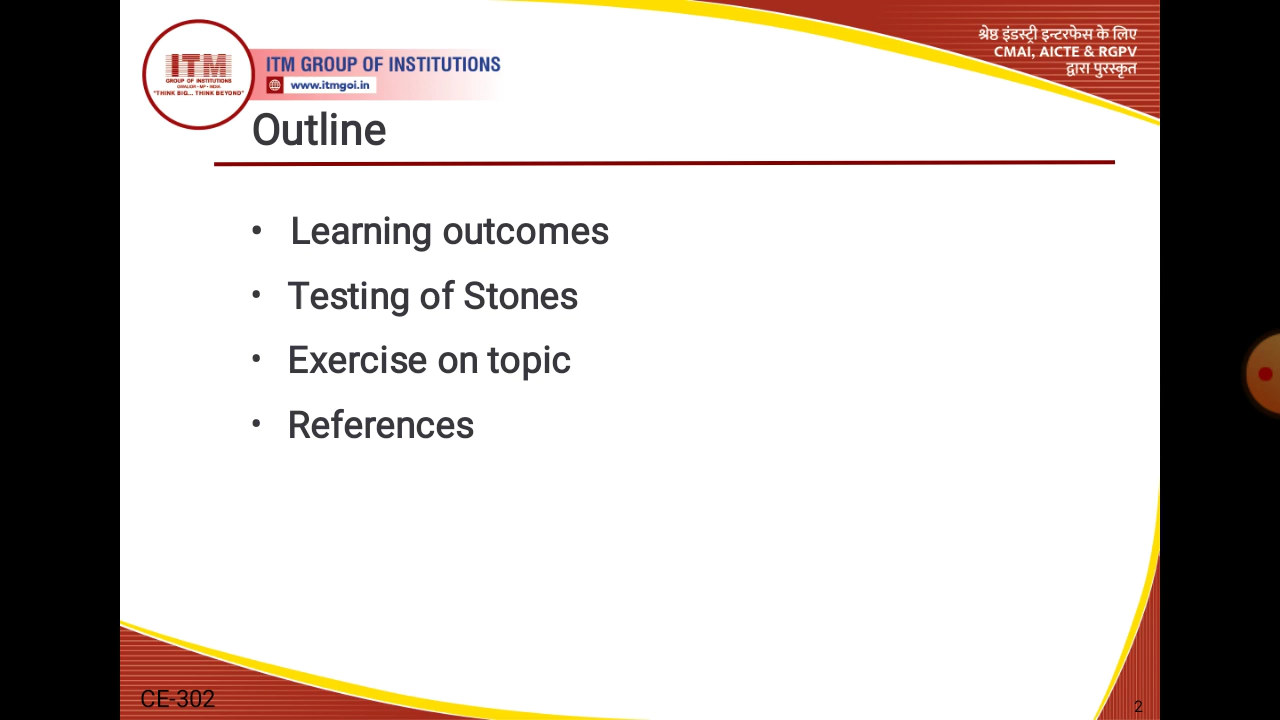 ITM
GROUP OF INSTITUTIONS
GWALIOR - MP - INDIA
"THINK BIG... THINK BEYOND"
ITM GROUP OF INSTITUTIONS
www.itmgoi.in
श्रेष्ठ इंडस्ट्री इन्टरफेस के लिए
CMAI, AICTE & RGPV
द्वारा पुरस्कृत
Outline
• Learning outcomes
• Testing of Stones
• Exercise on topic
• References
CE-302
2